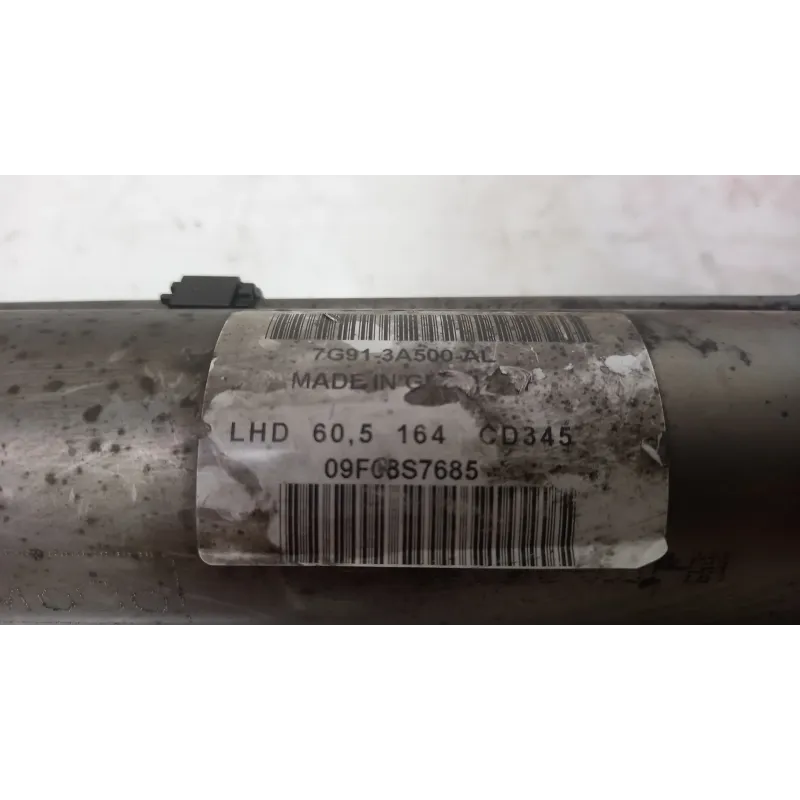 7G91-3A500-AL
MADE IN
LHD 60,5 164 CD345
09F08S7685